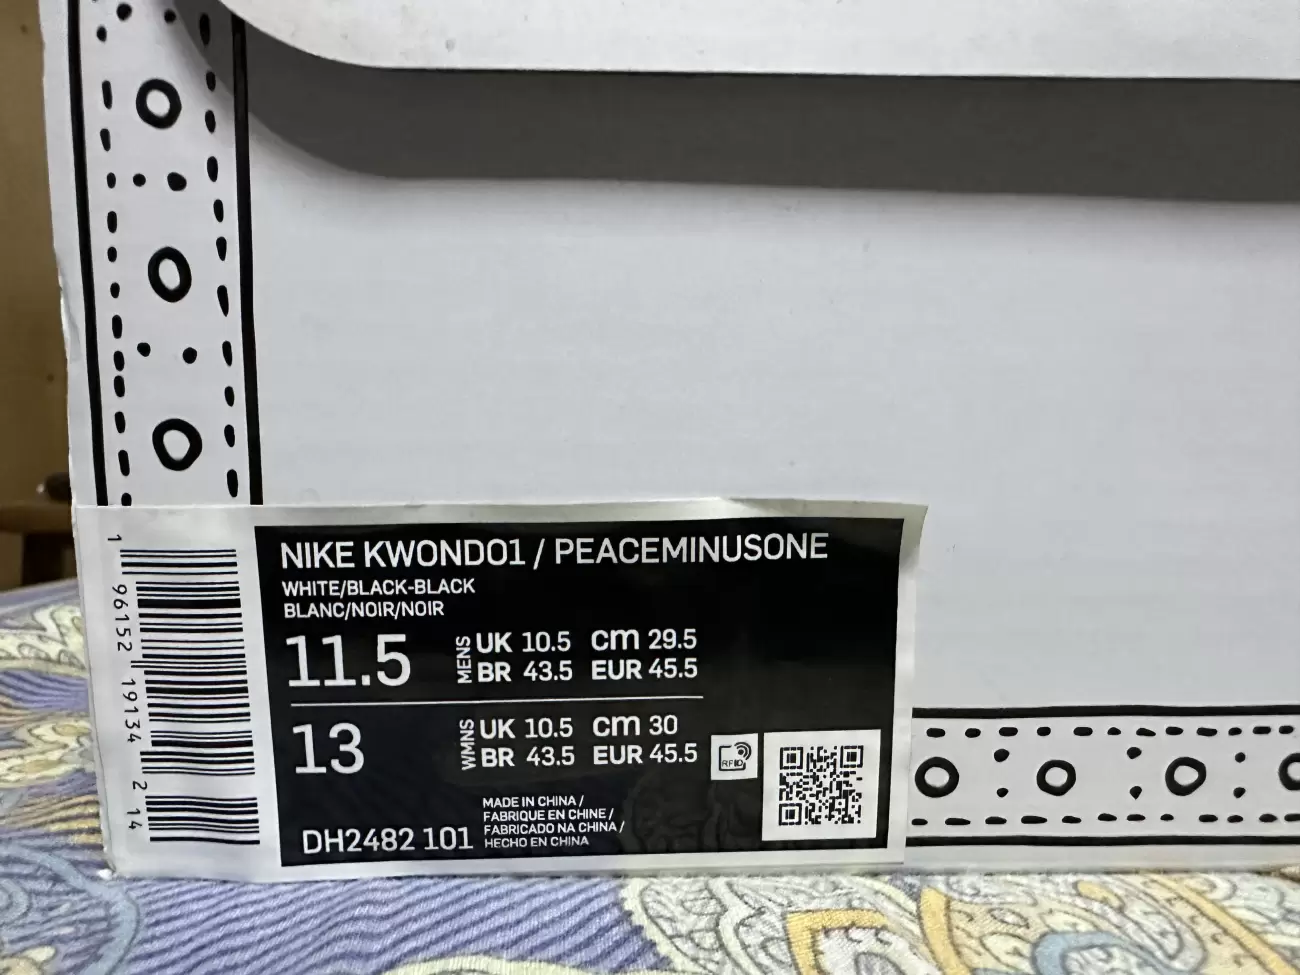 NIKE KWONDO1 / PEACEMINUSONE
WHITE/BLACK-BLACK
BLANC/NOIR/NOIR
11.5 MENS UK 10.5 cm 29.5
BR 43.5 EUR 45.5
13 WMNS UK 10.5 cm 30
BR 43.5 EUR 45.5
RFID
MADE IN CHINA /
FABRIQUE EN CHINE /
FABRICADO NA CHINA /
HECHO EN CHINA
DH2482 101
1 96152 19134 2 14